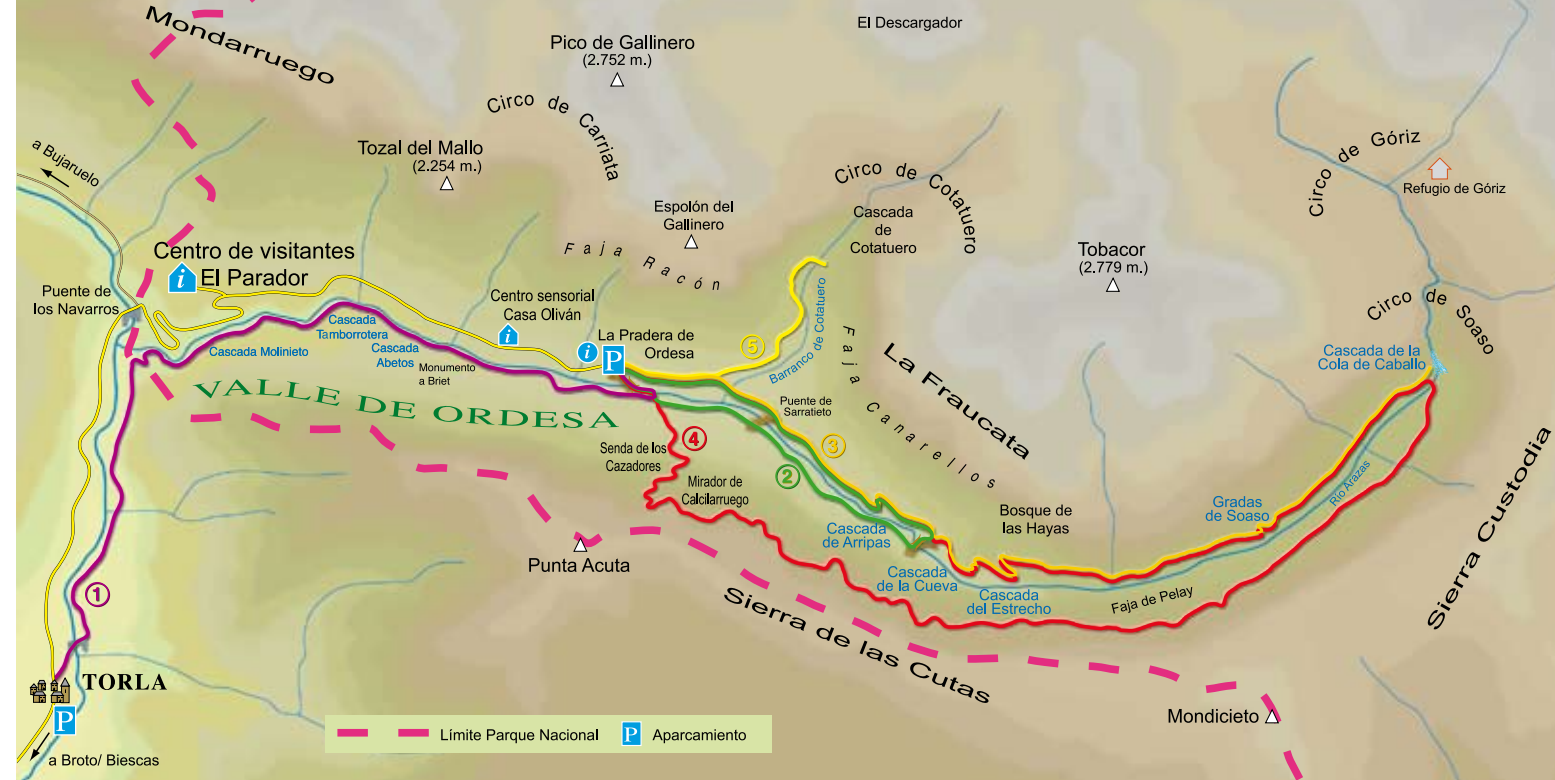 Mondarruego
El Descargador
Pico de Gallinero
(2.752 m.)
Circo de Carriata
Tozal del Mallo
(2.254 m.)
a Bujaruelo
Circo de Góriz
Refugio de Góriz
Circo de Cotatuero
Espolón del
Gallinero
Cascada
de
Cotatuero
Faja Racón
Tobacor
(2.779 m.)
Centro de visitantes
i El Parador
Puente de
los Navarros
Centro sensorial
Casa Oliván
i
Circo de Soaso
Cascada
Tamborrotera
La Pradera de
Ordesa
i
P
5
Barranco de Cotatuero
Faja Canarellos
La Fraucata
Cascada de la
Cola de Caballo
Cascada Molinieto
Cascada
Abetos
Monumento
a Briet
VALLE DE ORDESA
Puente de
Sarratieto
4
3
2
Senda de los
Cazadores
Mirador de
Calcilarruego
Río Arazas
Gradas
de Soaso
Bosque de
las Hayas
Sierra Custodia
Cascada
de Arripas
Punta Acuta
Cascada
de la Cueva
Cascada
del Estrecho
Faja de Pelay
1
Sierra de las Cutas
TORLA
P
Mondicieto
a Broto/ Biescas
Límite Parque Nacional
P Aparcamiento